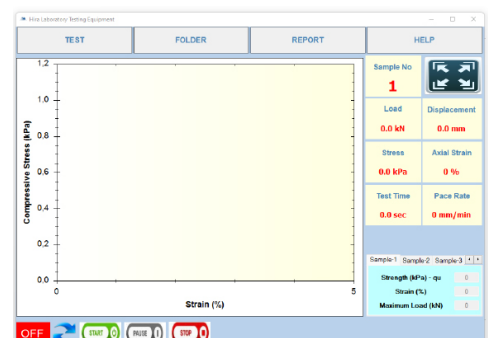 Hira Laboratory Testing Equipment
TEST FOLDER REPORT HELP
Sample No
1
Load Displacement
0.0 kN 0.0 mm
Stress Axial Strain
0.0 kPa 0 %
Test Time Pace Rate
0.0 sec 0 mm/min
Compressive Stress (kPa)
1,2
1,0
0,8
0,6
0,4
0,2
0,0
0 5
Strain (%)
Sample-1 Sample-2 Sample-3
Strength (kPa) - qu 0
Strain (%) 0
Maximum Load (kN) 0
OFF START PAUSE STOP